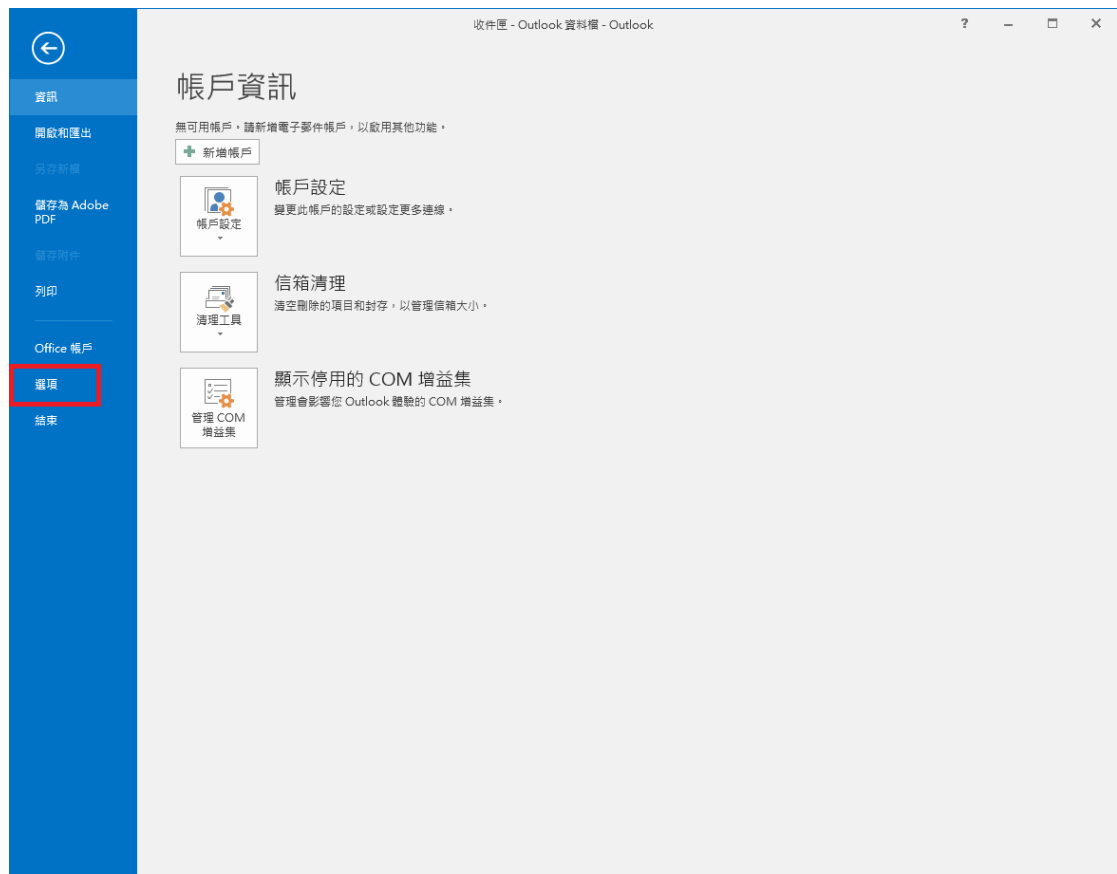 收件匣 - Outlook 資料檔 - Outlook
?
資訊
開啟和匯出
另存新檔
儲存為 Adobe
PDF
儲存附件
列印
Office 帳戶
選項
結束
帳戶資訊
無可用帳戶，請新增電子郵件帳戶，以啟用其他功能。
新增帳戶
帳戶設定
帳戶設定
變更此帳戶的設定或設定更多連線。
清理工具
信箱清理
清空刪除的項目和封存，以管理信箱大小。
管理 COM
增益集
顯示停用的 COM 增益集
管理會影響您 Outlook 體驗的 COM 增益集。